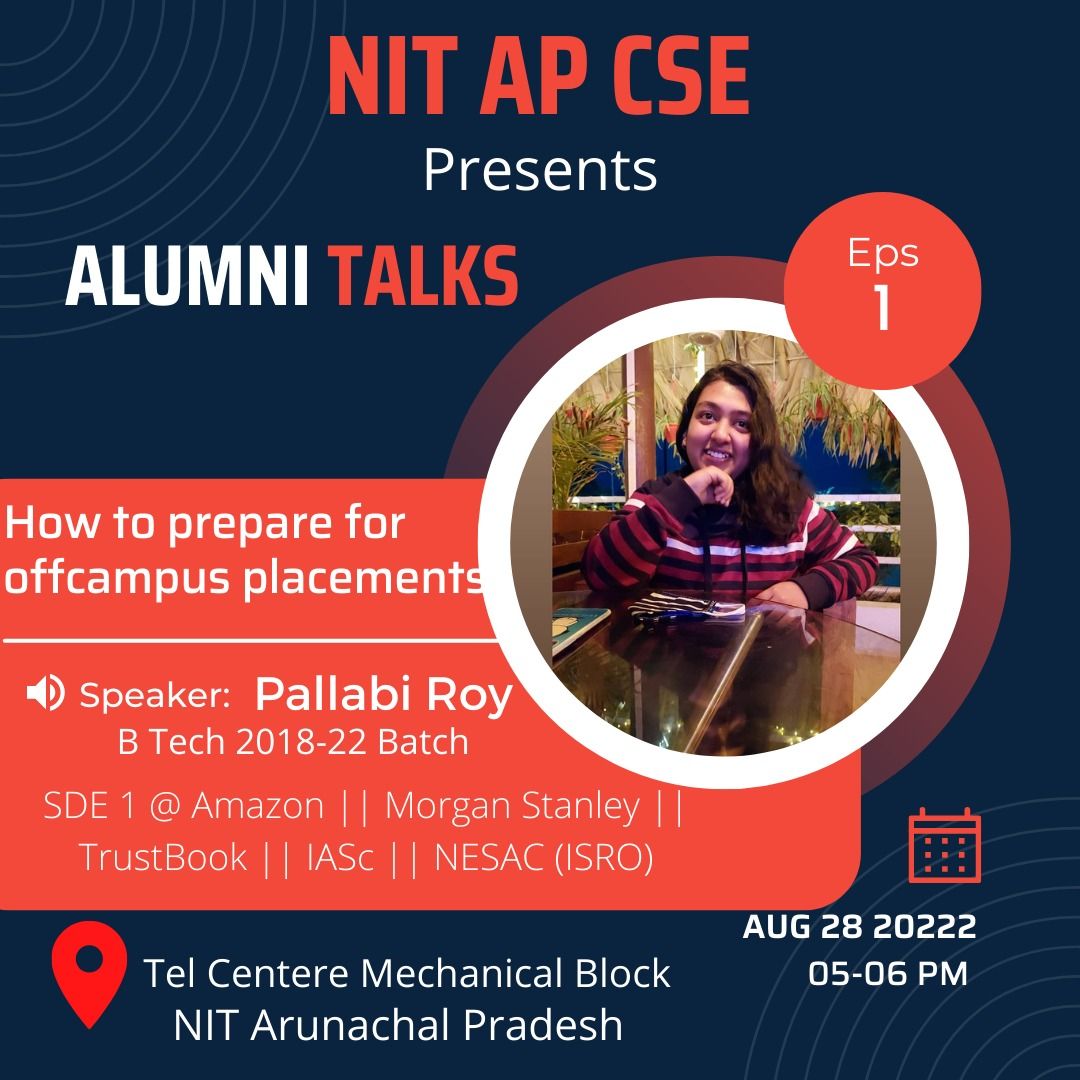 NIT AP CSE
Presents
ALUMNI TALKS
Eps
1
How to prepare for
offcampus placements
Speaker: Pallabi Roy
B Tech 2018-22 Batch
SDE 1 @ Amazon || Morgan Stanley ||
TrustBook || IASc || NESAC (ISRO)
AUG 28 20222
05-06 PM
Tel Centere Mechanical Block
NIT Arunachal Pradesh